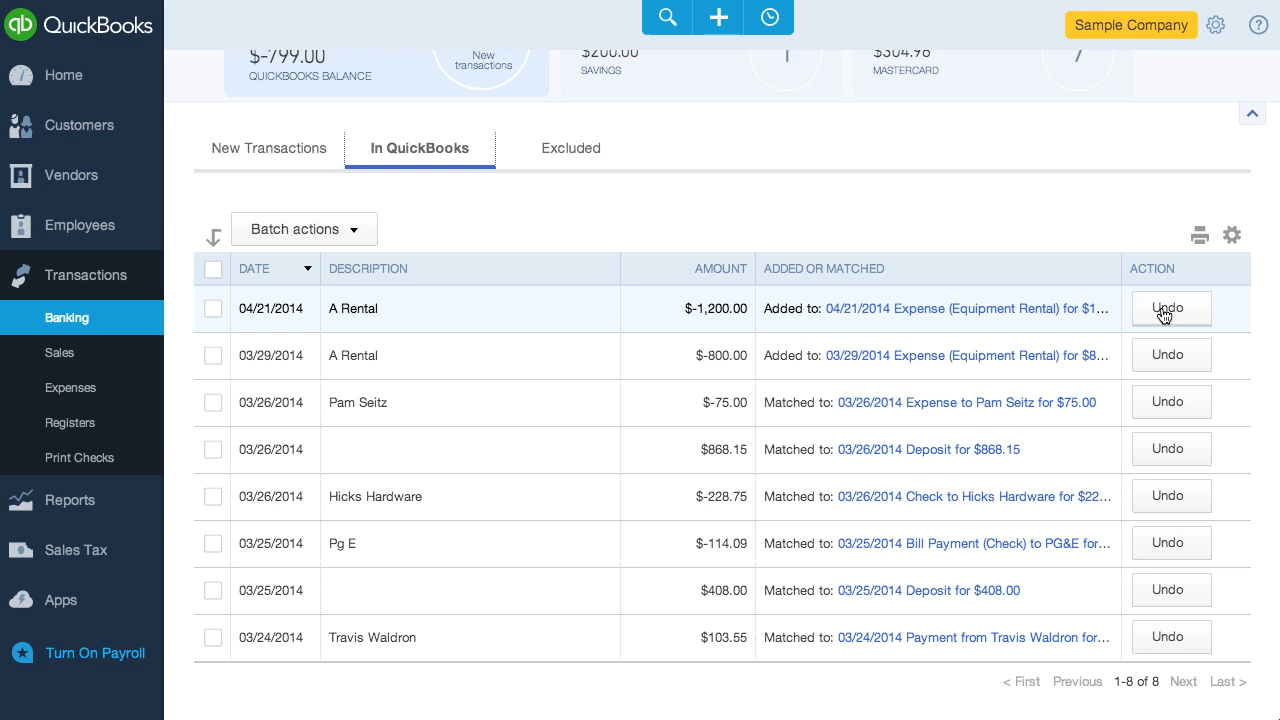 qb QuickBooks
Sample Company
Home
Customers
Vendors
Employees
Transactions
Banking
Sales
Expenses
Registers
Print Checks
Reports
Sales Tax
Apps
Turn On Payroll
$-799.00
QUICKBOOKS BALANCE
New
transactions
$200.00
SAVINGS
1
$304.96
MASTERCARD
7
New Transactions In QuickBooks Excluded
Batch actions
DATE DESCRIPTION AMOUNT ADDED OR MATCHED ACTION
04/21/2014 A Rental $-1,200.00 Added to: 04/21/2014 Expense (Equipment Rental) for $1... Undo
03/29/2014 A Rental $-800.00 Added to: 03/29/2014 Expense (Equipment Rental) for $8... Undo
03/26/2014 Pam Seitz $-75.00 Matched to: 03/26/2014 Expense to Pam Seitz for $75.00 Undo
03/26/2014 $868.15 Matched to: 03/26/2014 Deposit for $868.15 Undo
03/26/2014 Hicks Hardware $-228.75 Matched to: 03/26/2014 Check to Hicks Hardware for $22... Undo
03/25/2014 Pg E $-114.09 Matched to: 03/25/2014 Bill Payment (Check) to PG&E for... Undo
03/25/2014 $408.00 Matched to: 03/25/2014 Deposit for $408.00 Undo
03/24/2014 Travis Waldron $103.55 Matched to: 03/24/2014 Payment from Travis Waldron for... Undo
< First Previous 1-8 of 8 Next Last >